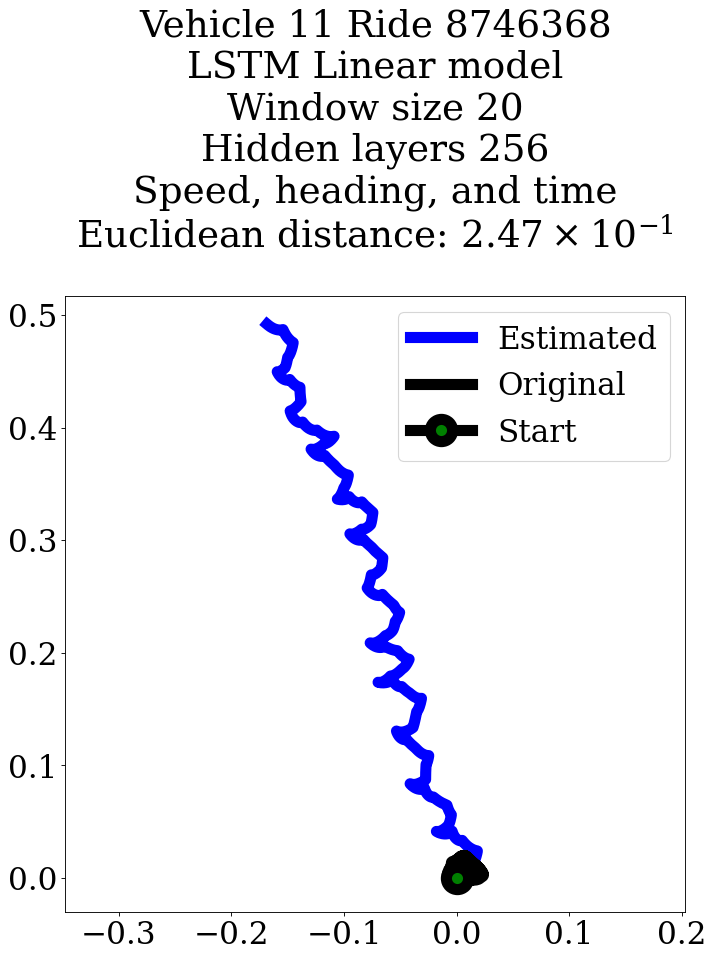 Vehicle 11 Ride 8746368
LSTM Linear model
Window size 20
Hidden layers 256
Speed, heading, and time
Euclidean distance: 2.47 × 10⁻¹
Estimated
Original
Start
0.5
0.4
0.3
0.2
0.1
0.0
−0.3 −0.2 −0.1 0.0 0.1 0.2